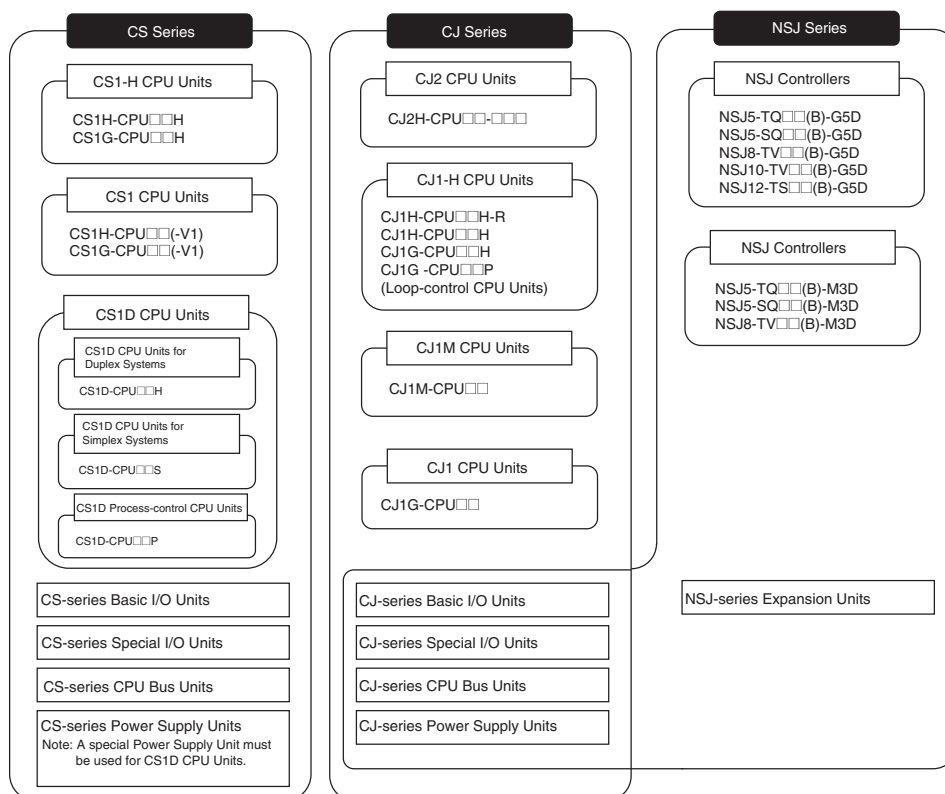 CS Series
CS1-H CPU Units
CS1H-CPU□□H
CS1G-CPU□□H
CS1 CPU Units
CS1H-CPU□□(-V1)
CS1G-CPU□□(-V1)
CS1D CPU Units
CS1D CPU Units for
Duplex Systems
CS1D-CPU□□H
CS1D CPU Units for
Simplex Systems
CS1D-CPU□□S
CS1D Process-control CPU Units
CS1D-CPU□□P
CS-series Basic I/O Units
CS-series Special I/O Units
CS-series CPU Bus Units
CS-series Power Supply Units
Note: A special Power Supply Unit must
be used for CS1D CPU Units.
CJ Series
CJ2 CPU Units
CJ2H-CPU□□-□□□
CJ1-H CPU Units
CJ1H-CPU□□H-R
CJ1H-CPU□□H
CJ1G-CPU□□H
CJ1G -CPU□□P
(Loop-control CPU Units)
CJ1M CPU Units
CJ1M-CPU□□
CJ1 CPU Units
CJ1G-CPU□□
CJ-series Basic I/O Units
CJ-series Special I/O Units
CJ-series CPU Bus Units
CJ-series Power Supply Units
NSJ Series
NSJ Controllers
NSJ5-TQ□□(B)-G5D
NSJ5-SQ□□(B)-G5D
NSJ8-TV□□(B)-G5D
NSJ10-TV□□(B)-G5D
NSJ12-TS□□(B)-G5D
NSJ Controllers
NSJ5-TQ□□(B)-M3D
NSJ5-SQ□□(B)-M3D
NSJ8-TV□□(B)-M3D
NSJ-series Expansion Units